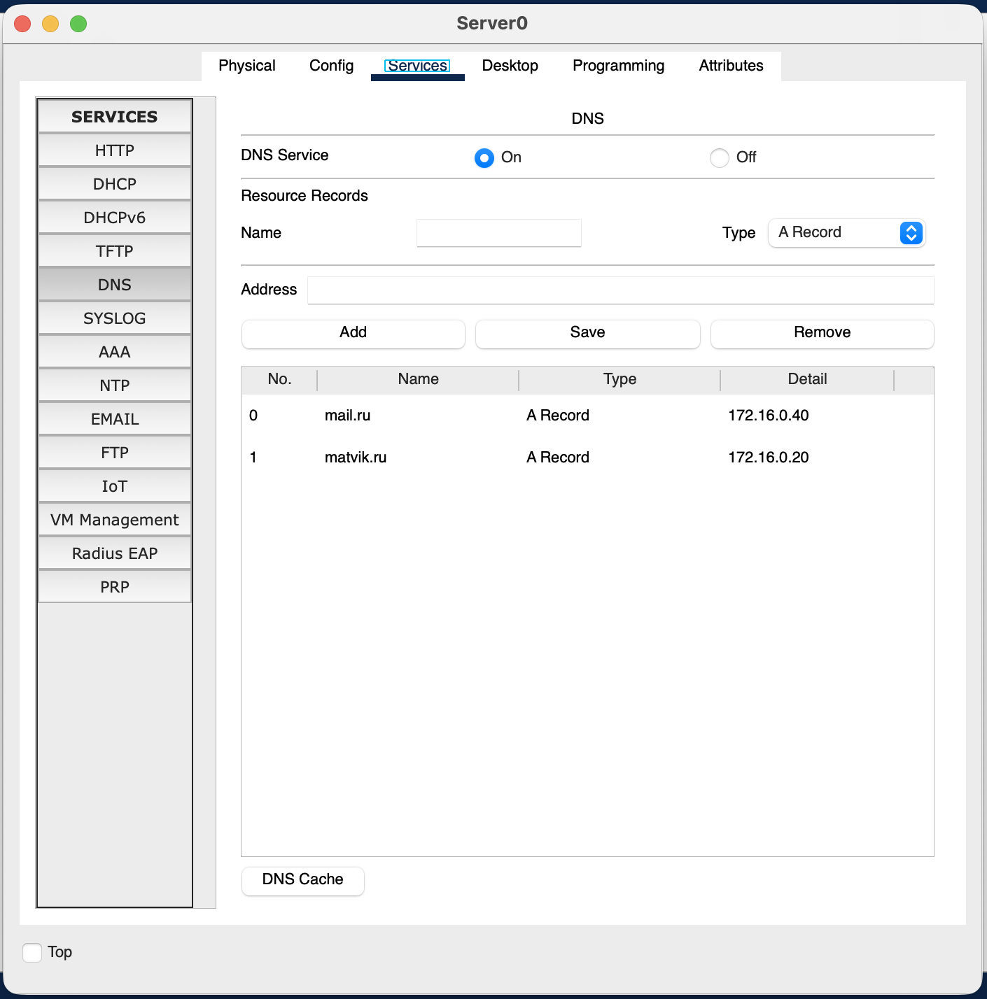 Server0
Physical Config Services Desktop Programming Attributes
SERVICES
HTTP
DHCP
DHCPv6
TFTP
DNS
SYSLOG
AAA
NTP
EMAIL
FTP
IoT
VM Management
Radius EAP
PRP
DNS
DNS Service On Off
Resource Records
Name Type A Record
Address
Add Save Remove
No. Name Type Detail
0 mail.ru A Record 172.16.0.40
1 matvik.ru A Record 172.16.0.20
DNS Cache
Top